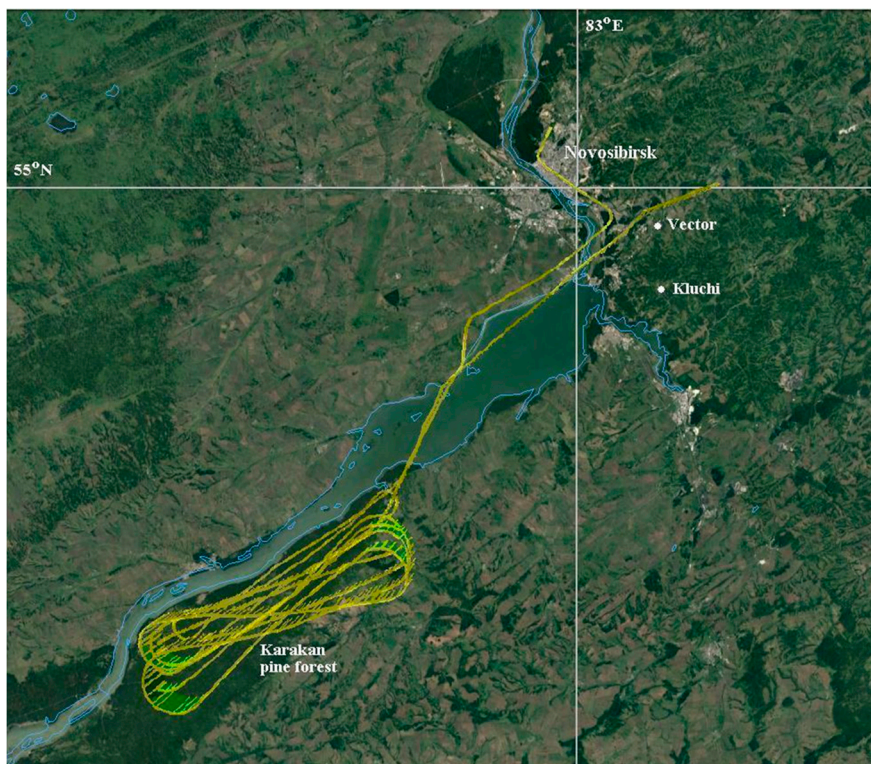 83°E
Novosibirsk
55°N
Vector
Kluchi
Karakan
pine forest